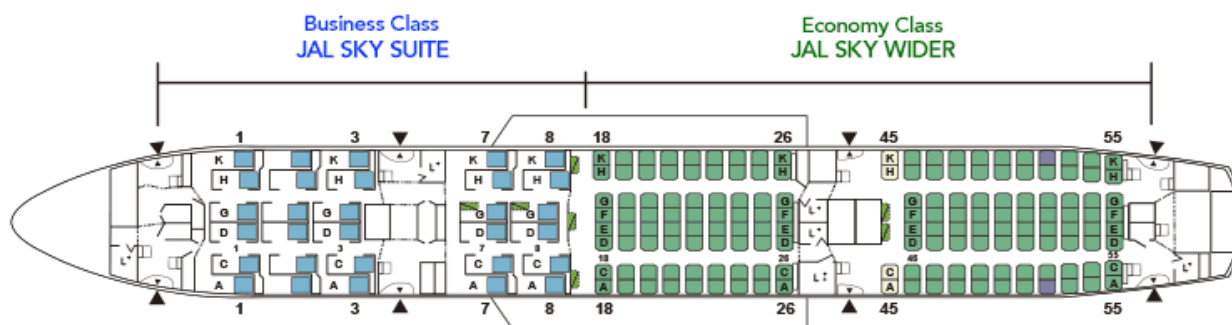 Business Class
JAL SKY SUITE
Economy Class
JAL SKY WIDER
1 3 7 8 18 26 45 55
K K K K K K K K
H H H H H H H
G G G G G G G G
F F F F
D D E E E E
D D D D D D
1 3 7 8 18 26 46 55
C C C C C C C C
A A A A A A A A
1 3 7 8 18 26 45 55
L L L L L L